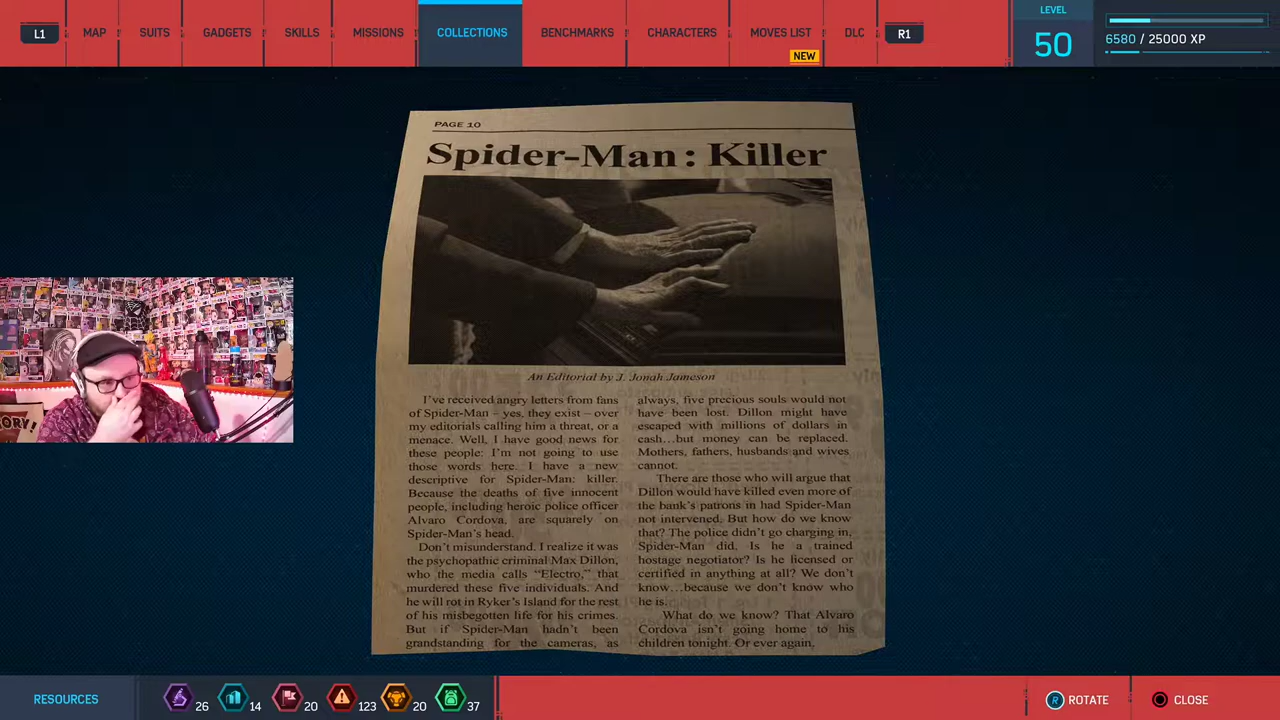 L1
MAP
SUITS
GADGETS
SKILLS
MISSIONS
COLLECTIONS
BENCHMARKS
CHARACTERS
MOVES LIST
NEW
DLC
R1
LEVEL
50
6580 / 25000 XP
PAGE 10
Spider-Man: Killer
An Editorial by J. Jonah Jameson
I've received angry letters from fans
of Spider-Man – yes, they exist – over
my editorials calling him a threat, or a
menace. Well, I have good news for
these people: I'm not going to use
those words here. I have a new
descriptive for Spider-Man: killer.
Because the deaths of five innocent
people, including heroic police officer
Alvaro Cordova, are squarely on
Spider-Man's head.
Don't misunderstand. I realize it was
the psychopathic criminal Max Dillon,
who the media calls “Electro,” that
murdered these five individuals. And
he will rot in Ryker's Island for the rest
of his misbegotten life for his crimes.
But if Spider-Man hadn't been
grandstanding for the cameras, as
always, five precious souls would not
have been lost. Dillon might have
escaped with millions of dollars in
cash...but money can be replaced.
Mothers, fathers, husbands and wives
cannot.
There are those who will argue that
Dillon would have killed even more of
the bank's patrons in had Spider-Man
not intervened. But how do we know
that? The police didn't go charging in,
Spider-Man did. Is he a trained
hostage negotiator? Is he licensed or
certified in anything at all? We don't
know...because we don't know who
he is.
What do we know? That Alvaro
Cordova isn't going home to his
children tonight. Or ever again.
RESOURCES
26
14
20
123
20
37
R ROTATE
CLOSE